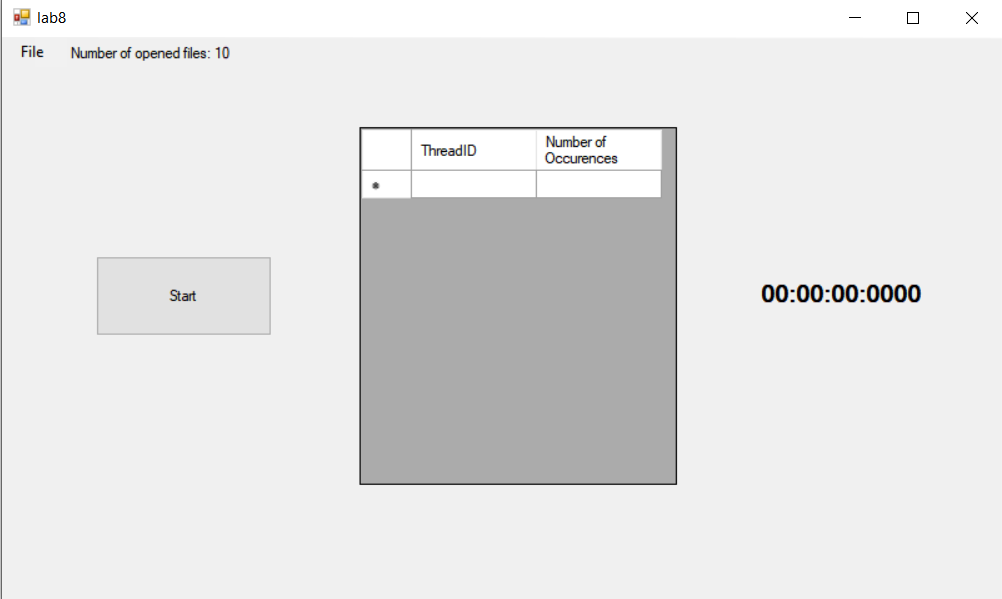 lab8
File
Number of opened files: 10
ThreadID
Number of
Occurences
*
Start
00:00:00:0000